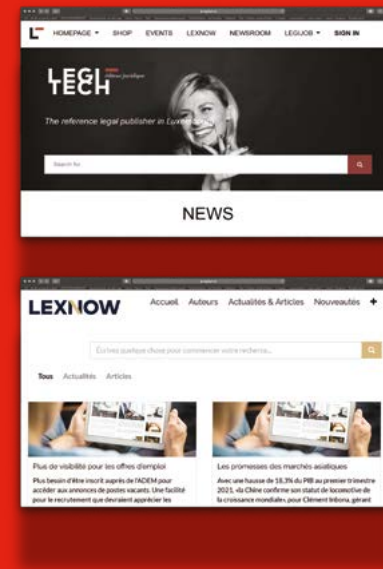 HOMEPAGE SHOP EVENTS LEXNOW NEWSROOM LEGIJOB SIGN IN
LEGI
TECH
The reference legal publisher in
Search for
NEWS
LEXNOW
Accueil Auteurs Actualités & Articles Nouveautés +
Écrivez quelque chose pour commencer votre recherche...
Tous Actualités Articles
Plus de visibilité pour les offres d'emploi
Plus besoin d'être inscrit auprès de l'ADEM pour
accéder aux annonces de postes vacants. Une facilité
pour le recrutement que devraient apprécier les
Les promesses des marchés asiatiques
Avec une hausse de 18,3% du PIB au premier trimestre
2021, «la Chine confirme son statut de locomotive de
la croissance mondiale», pour Clément Inbona, gérant